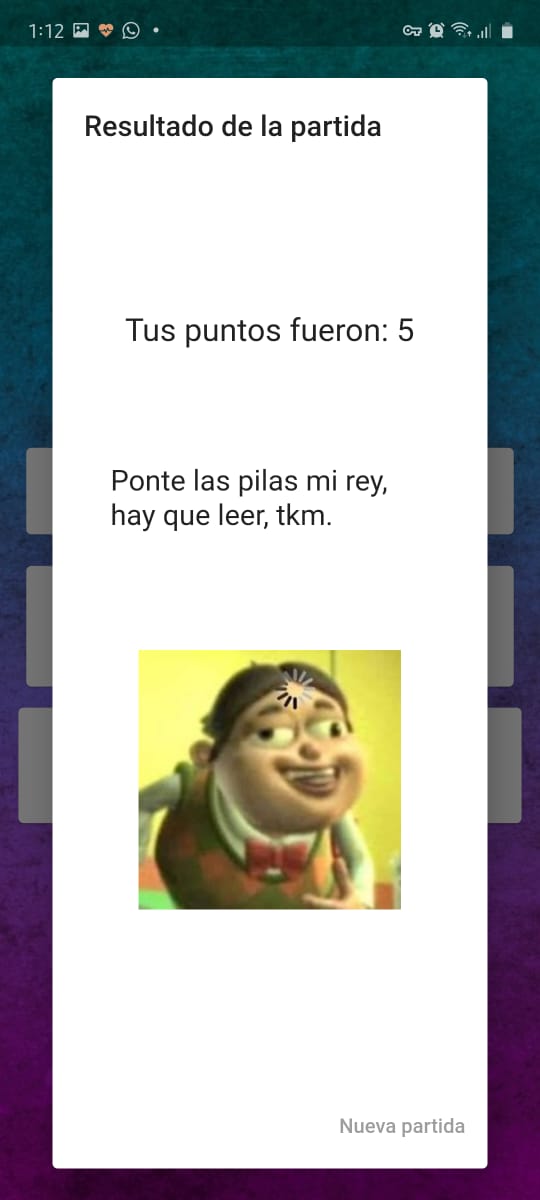 1:12
Resultado de la partida
Tus puntos fueron: 5
Ponte las pilas mi rey,
hay que leer, tkm.
Nueva partida